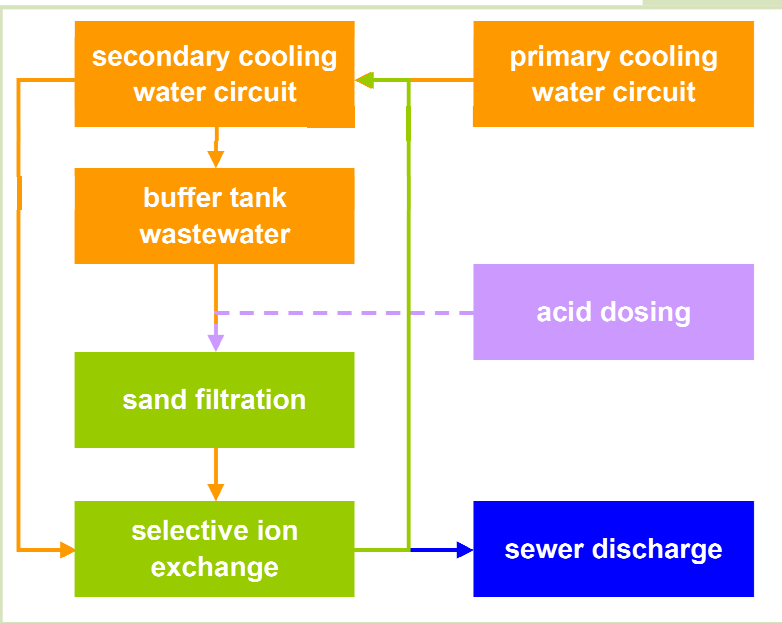 secondary cooling
water circuit
primary cooling
water circuit
buffer tank
wastewater
acid dosing
sand filtration
selective ion
exchange
sewer discharge